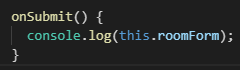 onSubmit() {
  console.log(this.roomForm);
}